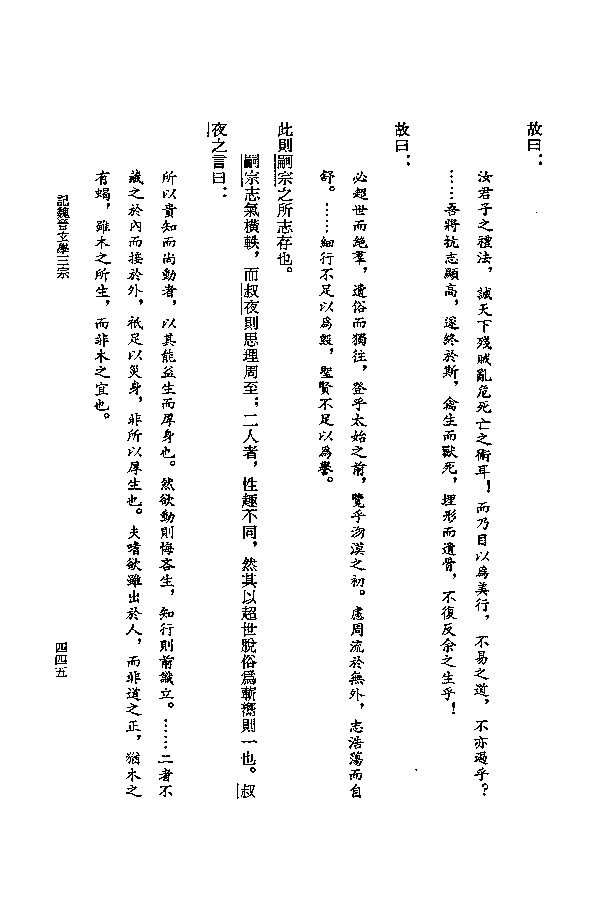 故曰：
汝君子之禮法，誠天下殘賊亂危死亡之術耳！而乃目以為美行，不易之道，不亦過乎？
……吾將抗志顯高，遂終於斯，禽生而獸死，埋形而遺骨，不復反余之生乎！
故曰：
必超世而絕羣，遺俗而獨往，登乎太始之前，覽乎沕漠之初。慮周流於無外，志浩蕩而自
舒。……細行不足以為毀，聖賢不足以為譽。
此則嗣宗之所志存也。
嗣宗志氣橫軼，而叔夜則思理周至；二人者，性趣不同，然其以超世脫俗為蘄嚮則一也。叔
夜之言曰：
所以貴知而尚動者，以其能益生而厚身也。然欲動則悔吝生，知行則前識立。……二者不
藏之於內而接於外，祇足以災身，非所以厚生也。夫嗜欲雖出於人，而非道之正，猶木之
有蝎，雖木之所生，而非木之宜也。
記魏晉玄學三宗
四四五